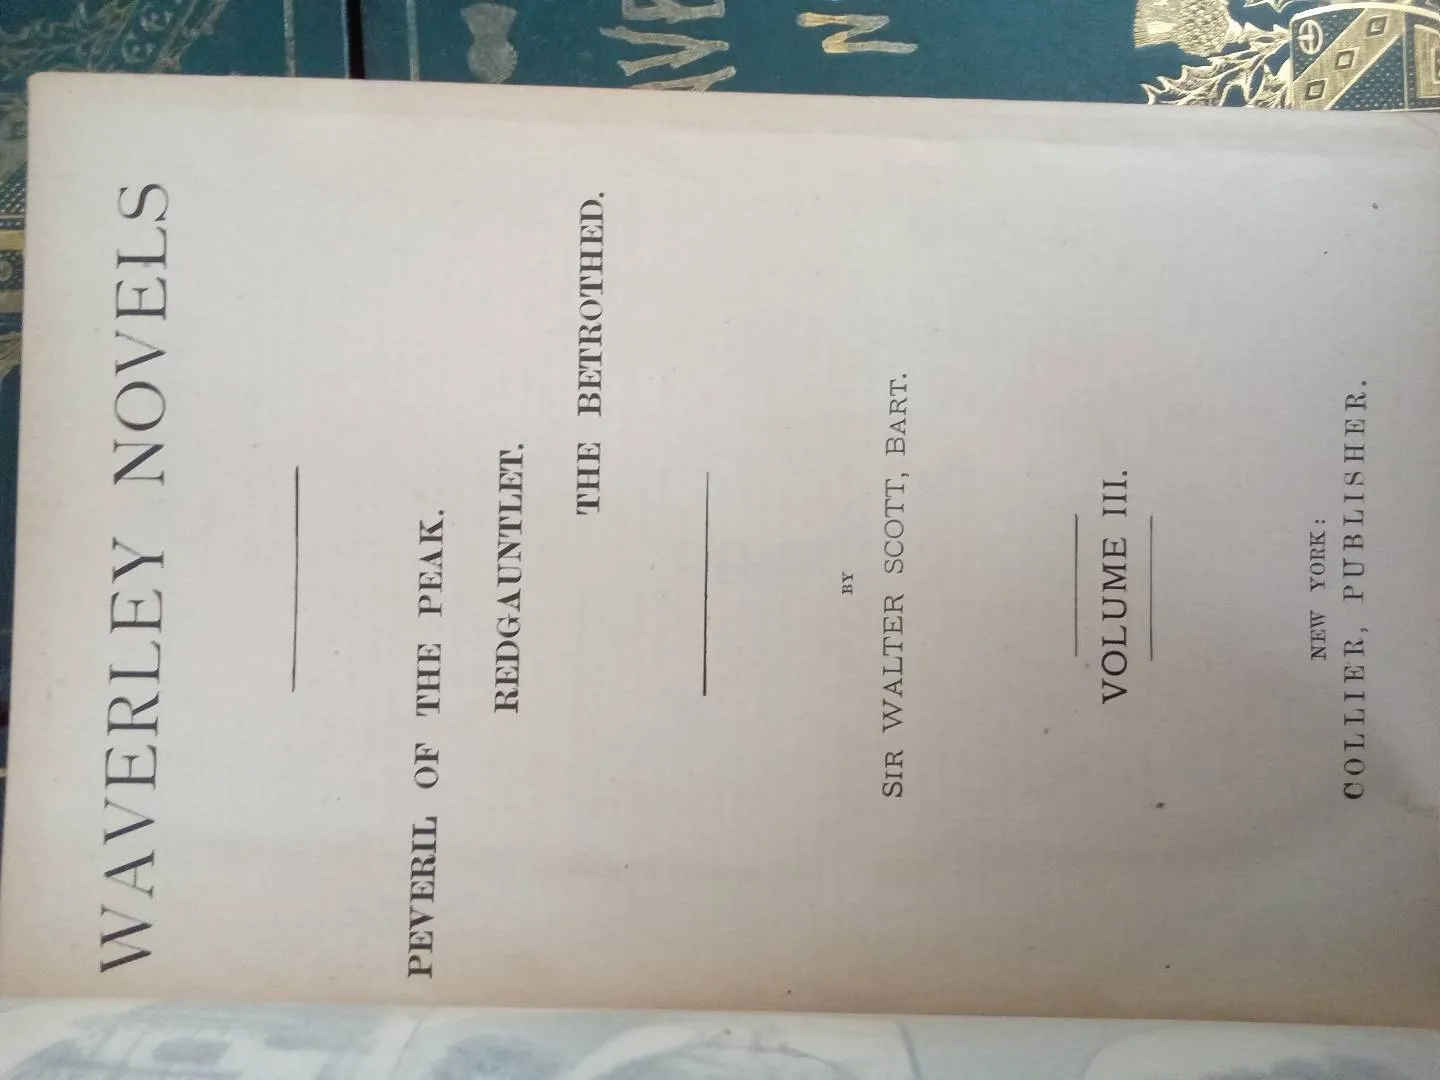 WAVERLEY NOVELS
PEVERIL OF THE PEAK.
REDGAUNTLET.
THE BETROTHED.
BY
SIR WALTER SCOTT, BART.
VOLUME III.
NEW YORK:
COLLIER, PUBLISHER.